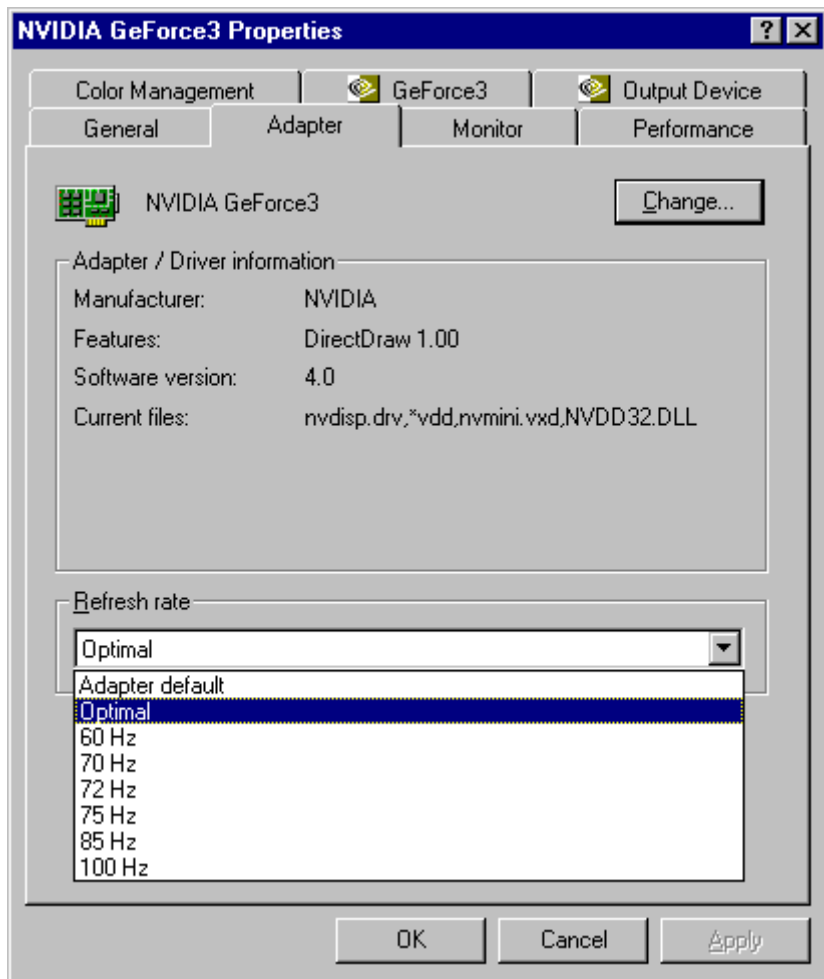 NVIDIA GeForce3 Properties
Color Management GeForce3 Output Device
General Adapter Monitor Performance
NVIDIA GeForce3 Change...
Adapter / Driver information
Manufacturer: NVIDIA
Features: DirectDraw 1.00
Software version: 4.0
Current files: nvdisp.drv,*vdd,nvmini.vxd,NVDD32.DLL
Refresh rate
Optimal
Adapter default
Optimal
60 Hz
70 Hz
72 Hz
75 Hz
85 Hz
100 Hz
OK Cancel Apply